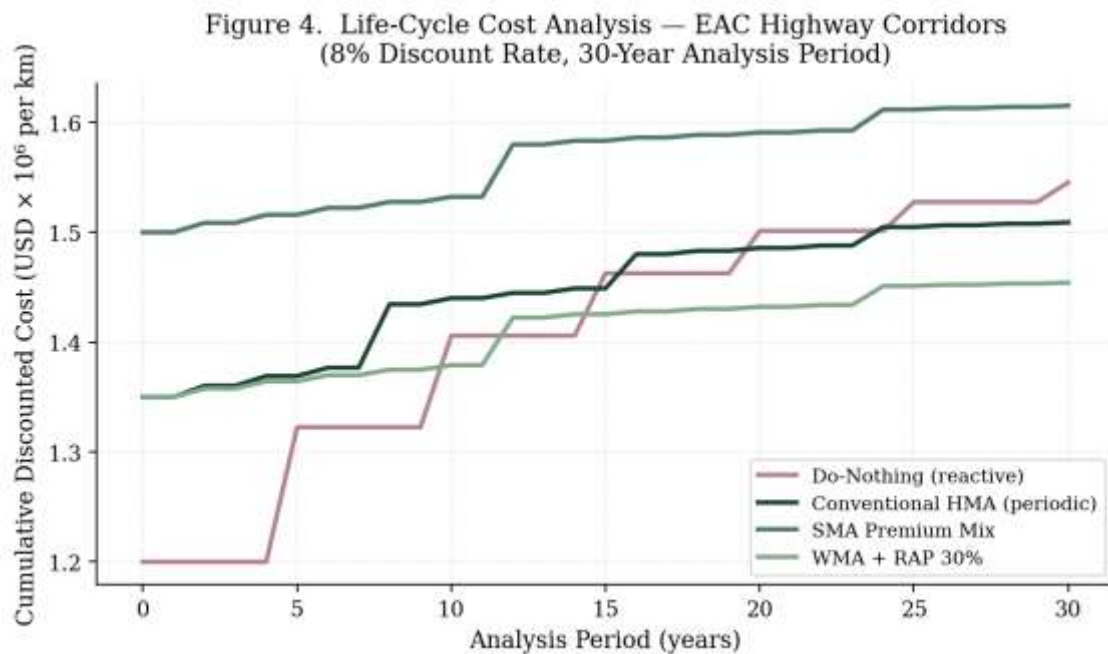 Figure 4.  Life-Cycle Cost Analysis — EAC Highway Corridors
(8% Discount Rate, 30-Year Analysis Period)
Cumulative Discounted Cost (USD × 10⁶ per km)
1.6
1.5
1.4
1.3
1.2
Do-Nothing (reactive)
Conventional HMA (periodic)
SMA Premium Mix
WMA + RAP 30%
0 5 10 15 20 25 30
Analysis Period (years)